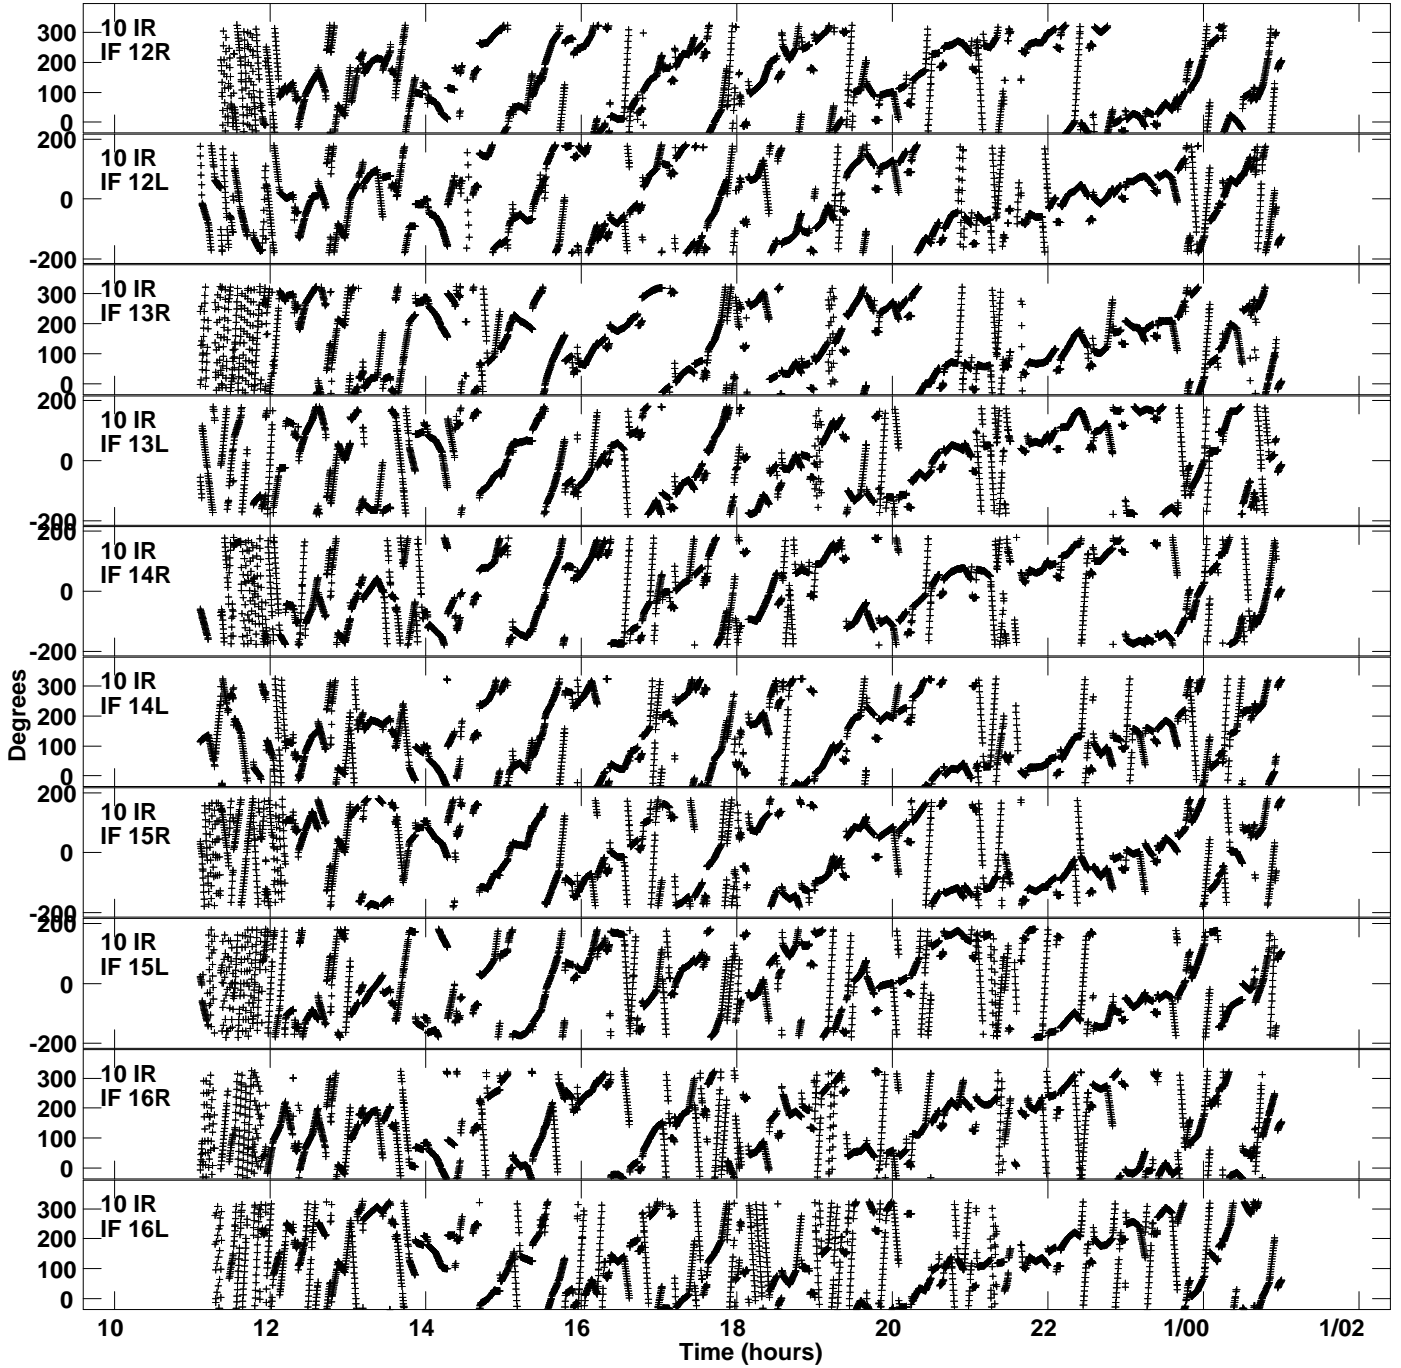 10 IR
IF 12R
300
200
100
0
10 IR
IF 12L
200
0
-200
10 IR
IF 13R
300
200
100
0
10 IR
IF 13L
200
0
-200
10 IR
IF 14R
200
0
-200
10 IR
IF 14L
300
200
100
0
10 IR
IF 15R
200
0
-200
10 IR
IF 15L
200
0
-200
10 IR
IF 16R
300
200
100
0
10 IR
IF 16L
300
200
100
0
Degrees
10 12 14 16 18 20 22 1/00 1/02
Time (hours)